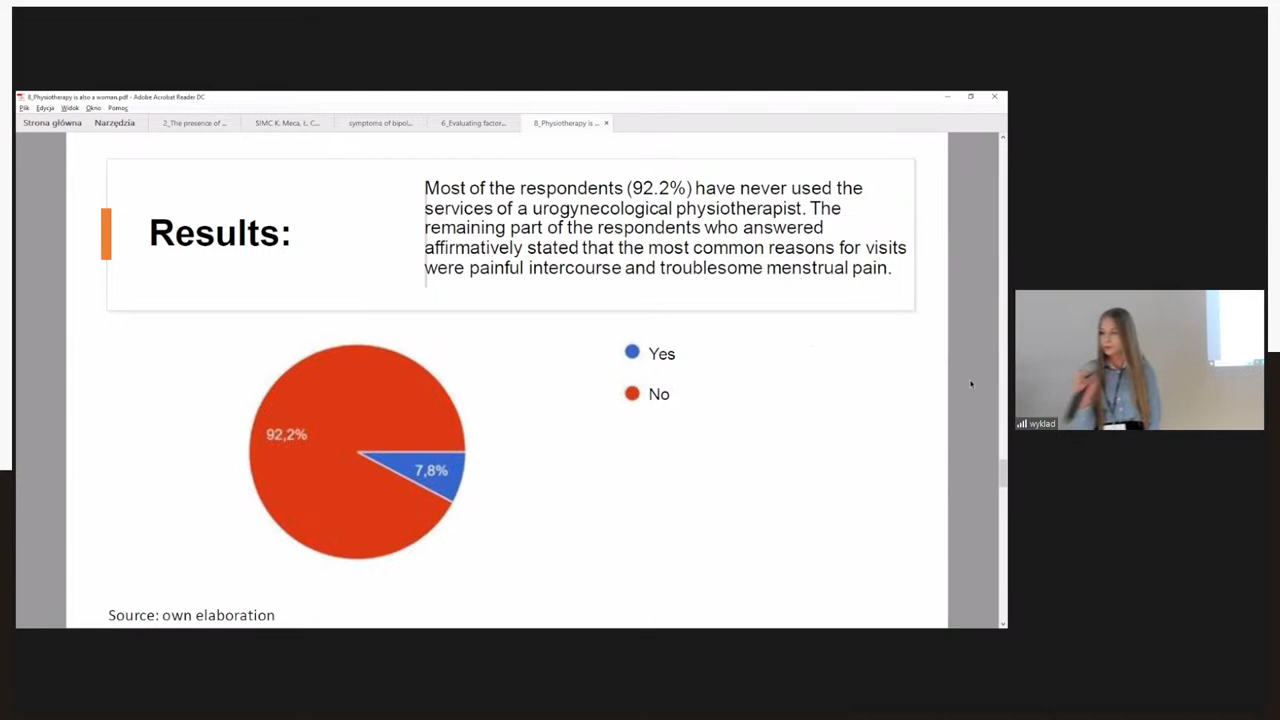 8_Physiotherapy is also a woman.pdf - Adobe Acrobat Reader DC
Plik Edycja Widok Okno Pomoc
Strona główna Narzędzia 2_The presence of ... SIMC K. Meca, Ł. C... symptoms of bipol... 6_Evaluating factor... 8_Physiotherapy is ... ×
Results:
Most of the respondents (92.2%) have never used the
services of a urogynecological physiotherapist. The
remaining part of the respondents who answered
affirmatively stated that the most common reasons for visits
were painful intercourse and troublesome menstrual pain.
Yes
No
92,2%
7,8%
Source: own elaboration
wyklad